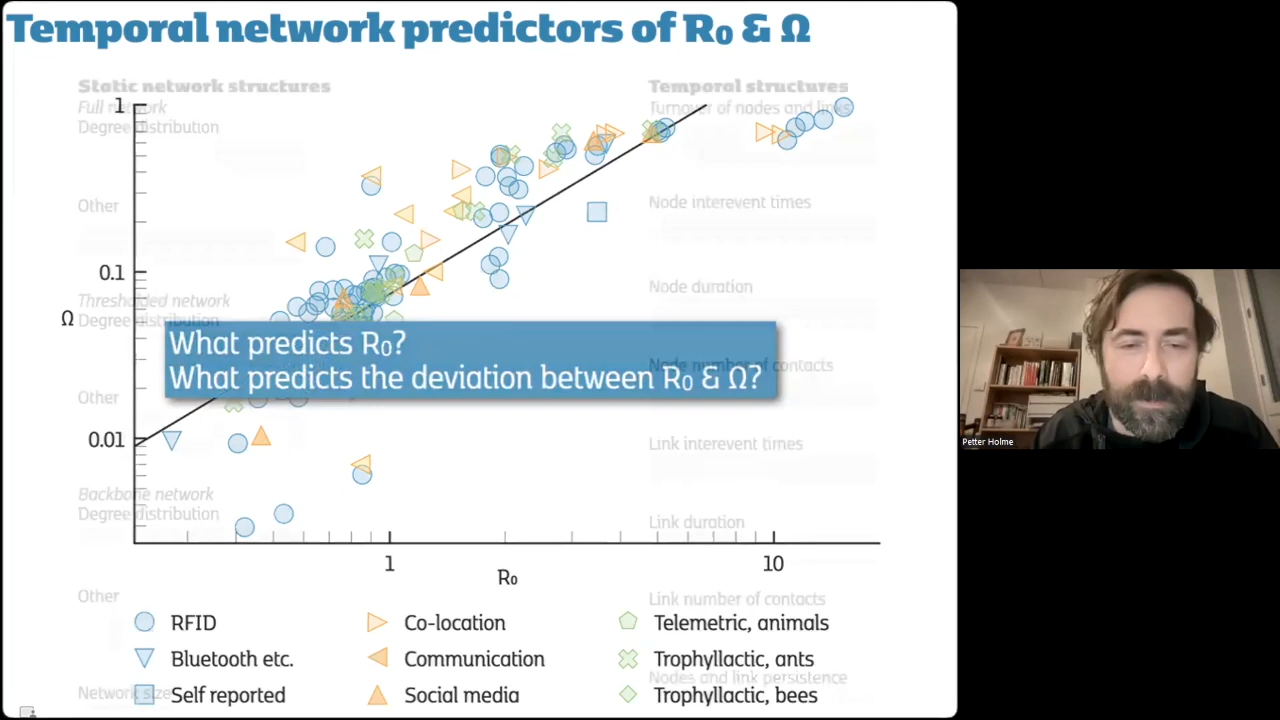 Temporal network predictors of R₀ & Ω
Static network structures
Full network
Degree distribution
Other
Thresholded network
Degree distribution
Other
Backbone network
Degree distribution
Other
Network size
Temporal structures
Turnover of nodes and links
Node interevent times
Node duration
Node number of contacts
Link interevent times
Link duration
Link number of contacts
Nodes and link persistence
1
0.1
Ω
0.01
What predicts R₀?
What predicts the deviation between R₀ & Ω?
1
10
R₀
RFID
Co-location
Telemetric, animals
Bluetooth etc.
Communication
Trophyllactic, ants
Self reported
Social media
Trophyllactic, bees
Petter Holme